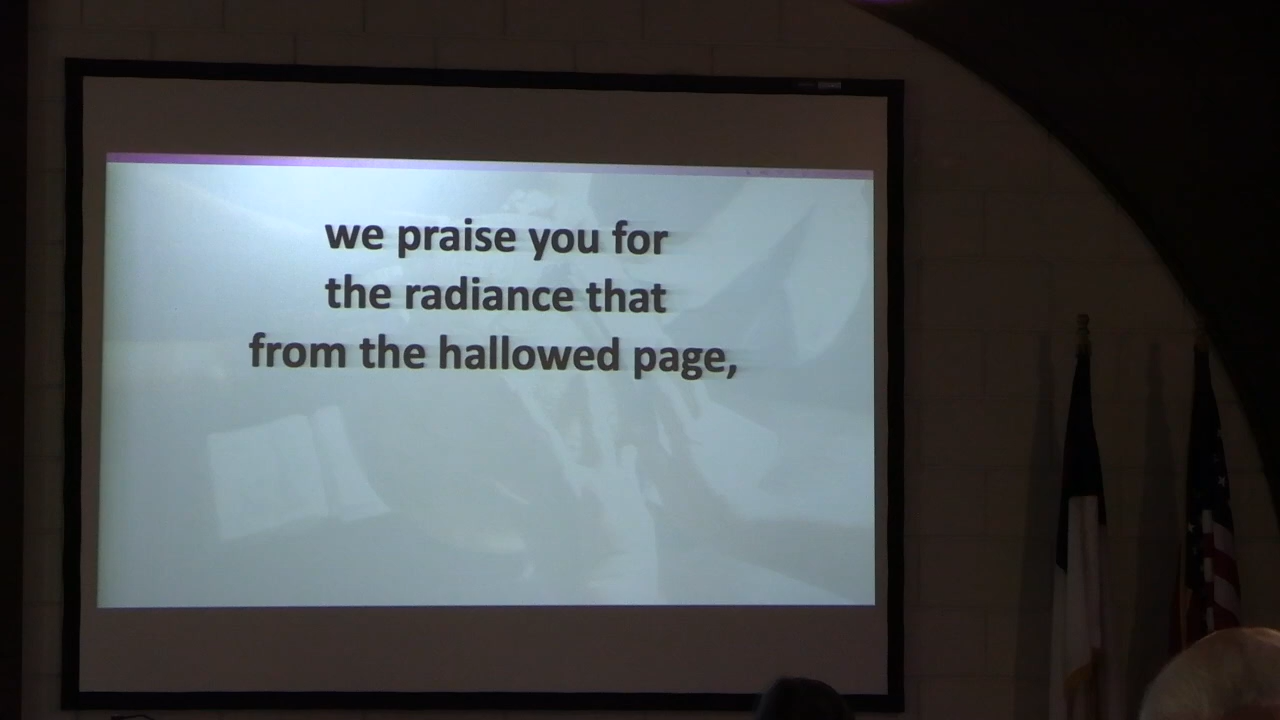 we praise you for
the radiance that
from the hallowed page,